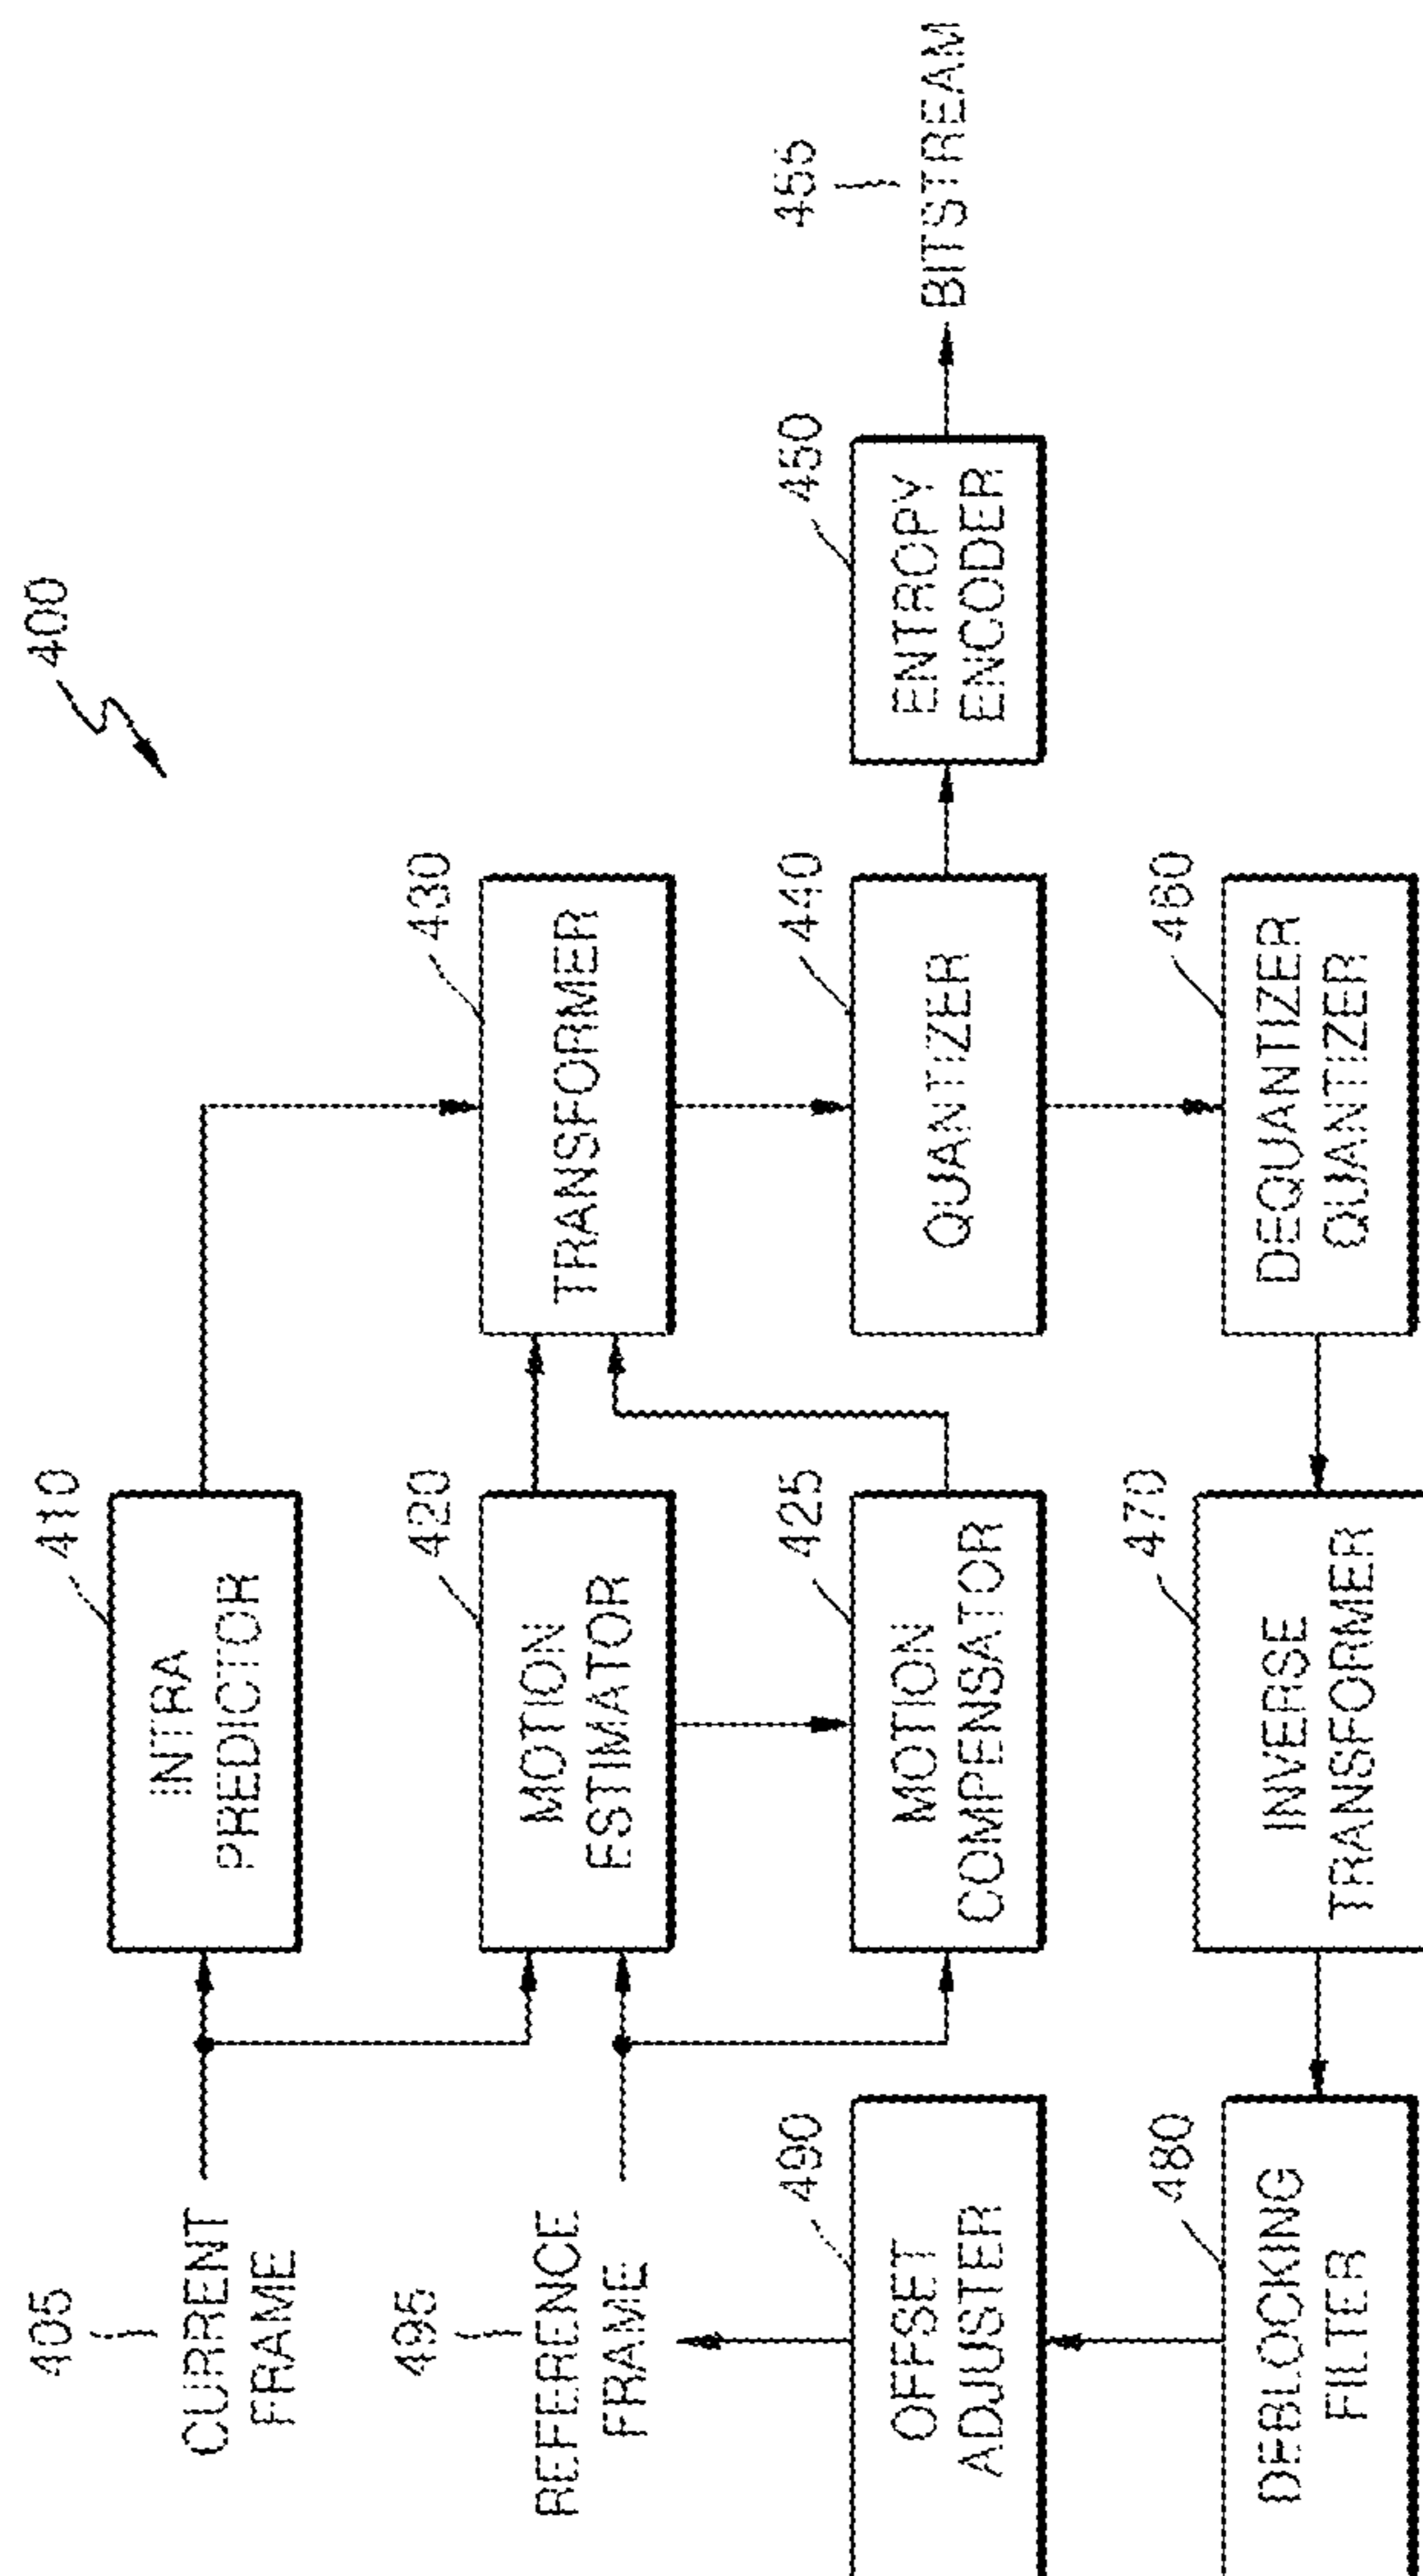 400
405
CURRENT
FRAME
410
INTRA
PREDICTOR
495
REFERENCE
FRAME
420
MOTION
ESTIMATOR
430
TRANSFORMER
490
OFFSET
ADJUSTER
425
MOTION
COMPENSATOR
440
QUANTIZER
450
ENTROPY
ENCODER
455
BITSTREAM
480
DEBLOCKING
FILTER
470
INVERSE
TRANSFORMER
460
DEQUANTIZER
QUANTIZER